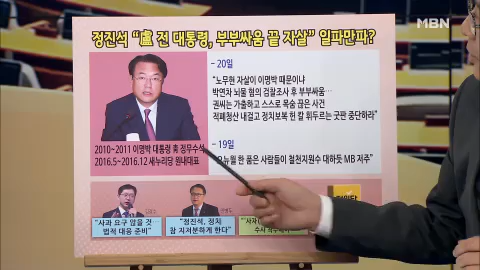 MBN
정진석 "盧 전 대통령, 부부싸움 끝 자살" 일파만파?
- 20일
"노무현 자살이 이명박 때문이냐
박연차 뇌물 혐의 검찰조사 후 부부싸움…
권씨는 가출하고 스스로 목숨 끊은 사건
적폐청산 내걸고 정치보복 헌 칼 휘두르는 굿판 중단하라"
- 19일
한 품은 사람들이 철천지원수 대하듯 MB 저주"
2010~2011 이명박 대통령 靑 정무수석
2016.5~2016.12 새누리당 원내대표
"사과 요구 않을 것
법적 대응 준비"
"정진석, 정치
참 지저분하게 한다"